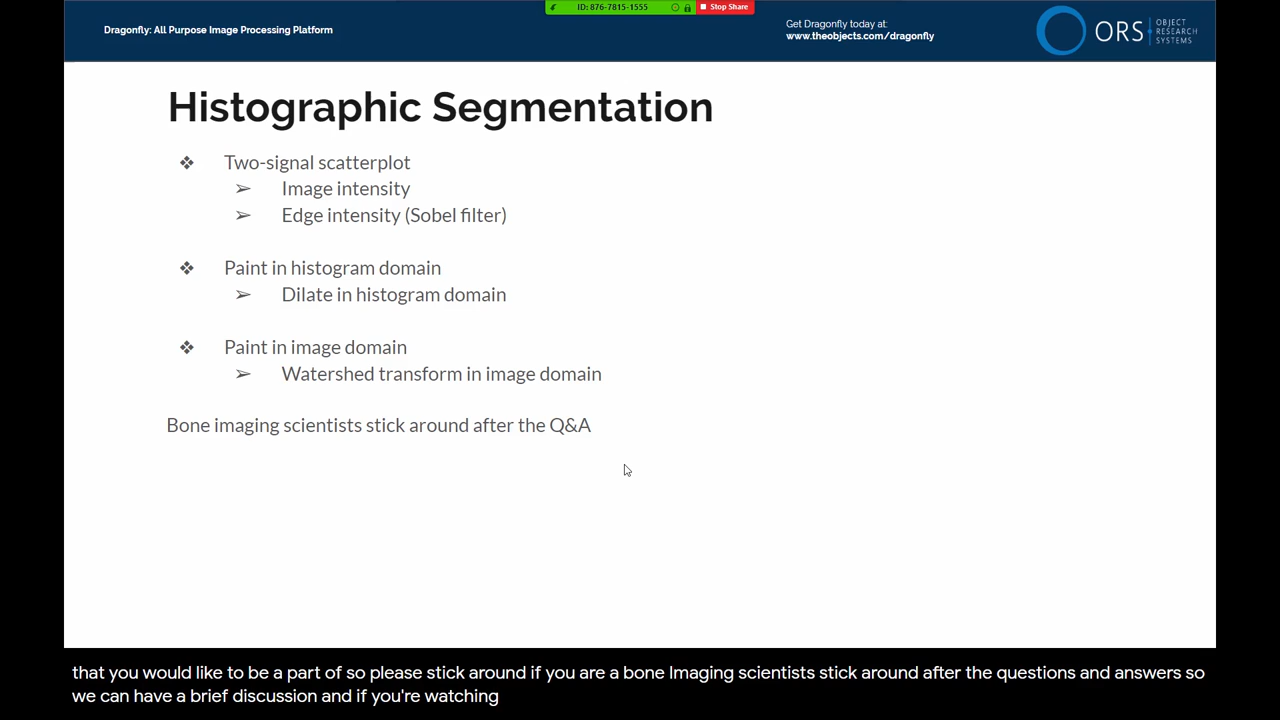 ID: 876-7815-1555
Stop Share
Dragonfly: All Purpose Image Processing Platform
Get Dragonfly today at:
www.theobjects.com/dragonfly
ORS
OBJECT
RESEARCH
SYSTEMS
Histographic Segmentation
❖ Two-signal scatterplot
➢ Image intensity
➢ Edge intensity (Sobel filter)
❖ Paint in histogram domain
➢ Dilate in histogram domain
❖ Paint in image domain
➢ Watershed transform in image domain
Bone imaging scientists stick around after the Q&A
that you would like to be a part of so please stick around if you are a bone Imaging scientists stick around after the questions and answers so
we can have a brief discussion and if you're watching